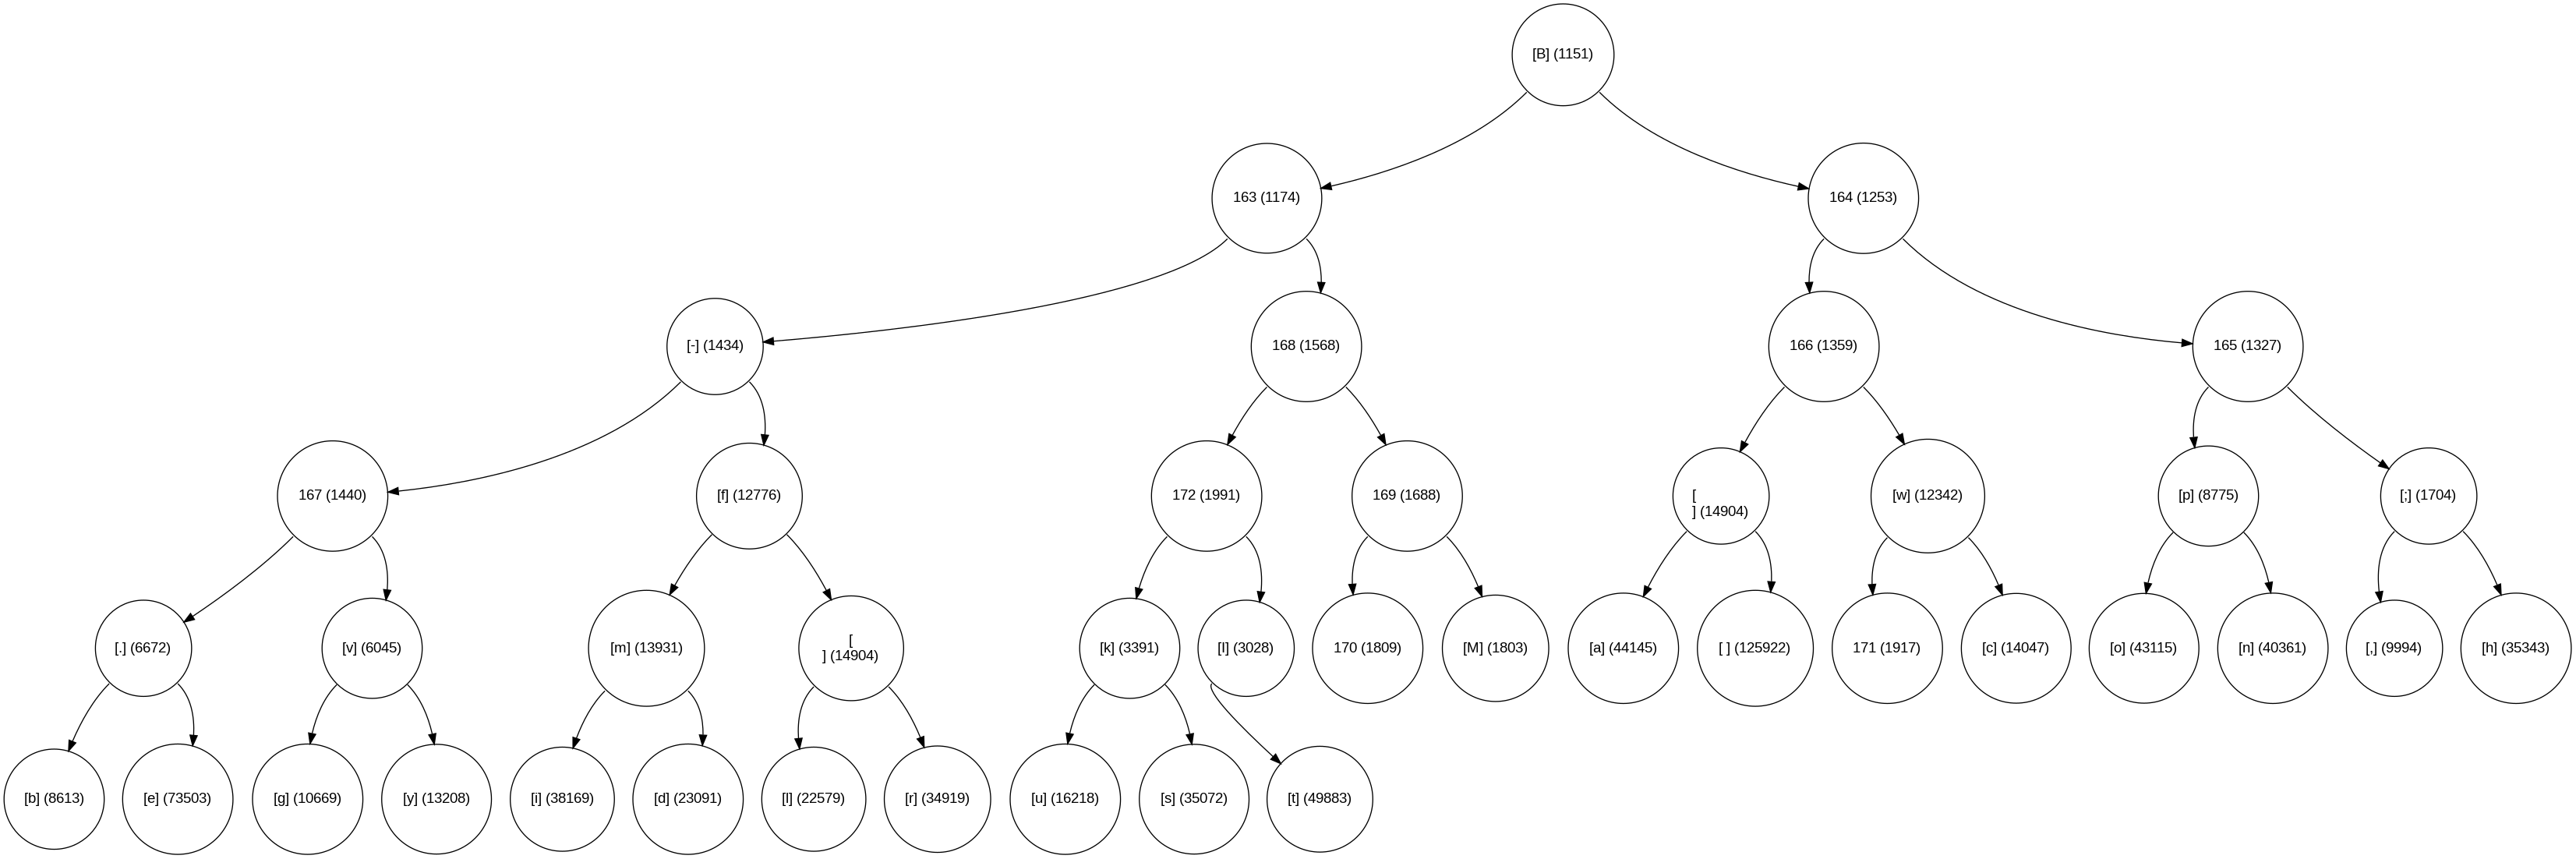 [B] (1151)
163 (1174)
164 (1253)
[-] (1434)
168 (1568)
166 (1359)
165 (1327)
167 (1440)
[f] (12776)
172 (1991)
169 (1688)
[
] (14904)
[w] (12342)
[p] (8775)
[;] (1704)
[.] (6672)
[v] (6045)
[m] (13931)
[
] (14904)
[k] (3391)
[I] (3028)
170 (1809)
[M] (1803)
[a] (44145)
[ ] (125922)
171 (1917)
[c] (14047)
[o] (43115)
[n] (40361)
[,] (9994)
[h] (35343)
[b] (8613)
[e] (73503)
[g] (10669)
[y] (13208)
[i] (38169)
[d] (23091)
[l] (22579)
[r] (34919)
[u] (16218)
[s] (35072)
[t] (49883)